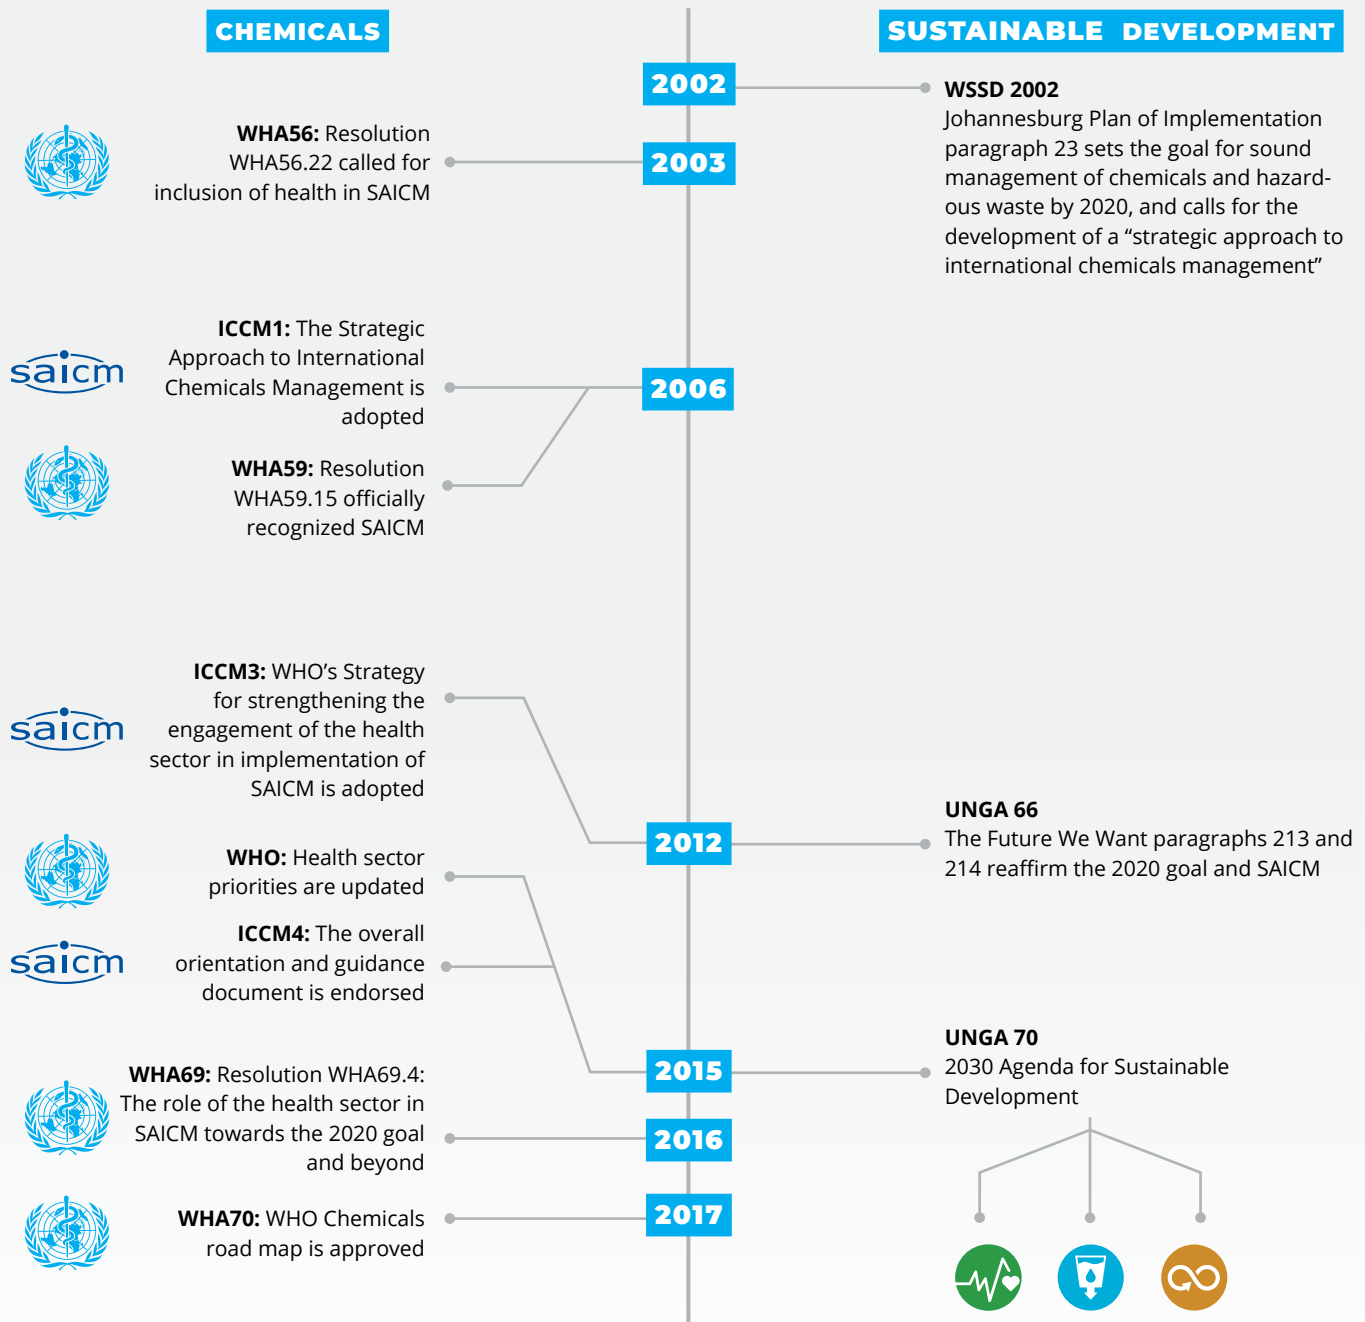 CHEMICALS
SUSTAINABLE DEVELOPMENT
2002
WSSD 2002
Johannesburg Plan of Implementation
paragraph 23 sets the goal for sound
management of chemicals and hazard-
ous waste by 2020, and calls for the
development of a “strategic approach to
international chemicals management”
WHA56: Resolution
WHA56.22 called for
inclusion of health in SAICM
2003
saicm
ICCM1: The Strategic
Approach to International
Chemicals Management is
adopted
2006
WHA59: Resolution
WHA59.15 officially
recognized SAICM
saicm
ICCM3: WHO’s Strategy
for strengthening the
engagement of the health
sector in implementation of
SAICM is adopted
2012
UNGA 66
The Future We Want paragraphs 213 and
214 reaffirm the 2020 goal and SAICM
WHO: Health sector
priorities are updated
saicm
ICCM4: The overall
orientation and guidance
document is endorsed
2015
UNGA 70
2030 Agenda for Sustainable
Development
WHA69: Resolution WHA69.4:
The role of the health sector in
SAICM towards the 2020 goal
and beyond
2016
WHA70: WHO Chemicals
road map is approved
2017